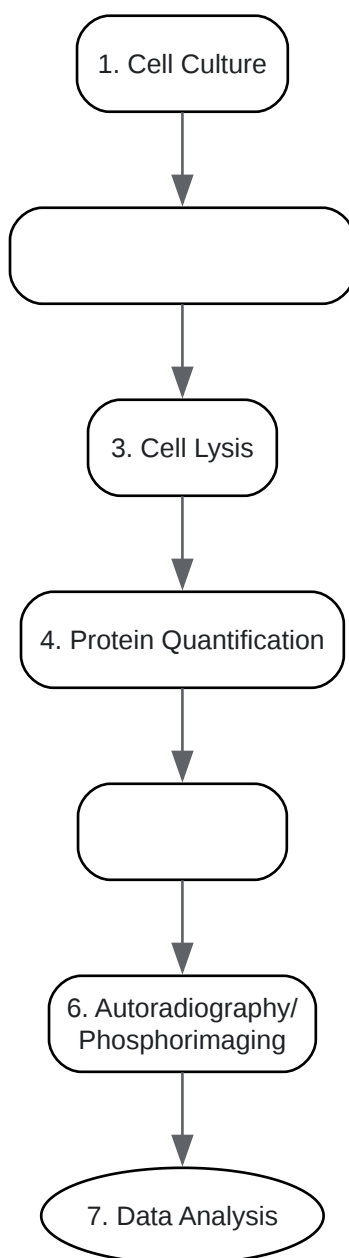 1. Cell Culture
3. Cell Lysis
4. Protein Quantification
6. Autoradiography/
Phosphorimaging
7. Data Analysis